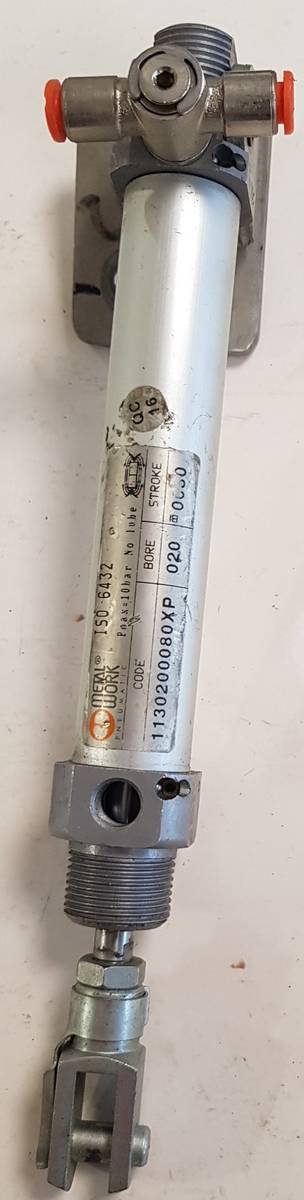 QC
16
METAL®
WORK
PNEUMATIC
ISO 6432
Pmax=10bar No lube
CODE
1130200080XP
BORE
020
STROKE